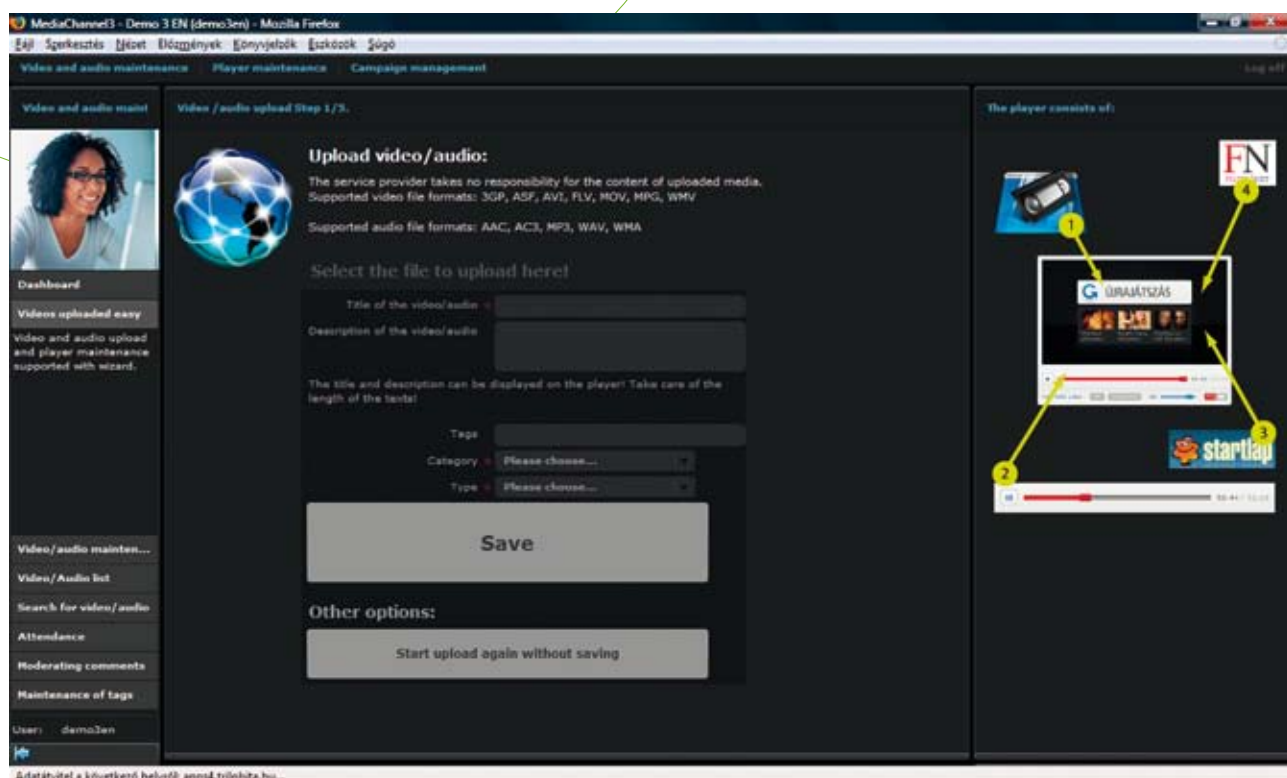 MediaChannel3 - Demo 3 EN (demo3en) - Mozilla Firefox
Fájl Szerkesztés Nézet Előzmények Könyvjelzők Eszközök Súgó
Video and audio maintenance Player maintenance Campaign management Log off
Video and audio maint
Video /audio upload Step 1/5.
The player consists of:
Upload video/audio:
The service provider takes no responsibility for the content of uploaded media.
Supported video file formats: 3GP, ASF, AVI, FLV, MOV, MPG, WMV
Supported audio file formats: AAC, AC3, MP3, WAV, WMA
Select the file to upload here!
Title of the video/audio
Description of the video/audio
The title and description can be displayed on the player! Take care of the
length of the texts!
Tags
Category Please choose...
Type Please choose...
Save
Other options:
Start upload again without saving
Dashboard
Videos uploaded easy
Video and audio upload
and player maintenance
supported with wizard.
Video/audio mainten...
Video/Audio list
Search for video/audio
Attendance
Moderating comments
Maintenance of tags
User: demo3en
FN
4
1
G ÚJRAJÁTSZÁS
3
startlap
2
Adatátvitel a következő helyről: apps4.trilobita.hu...